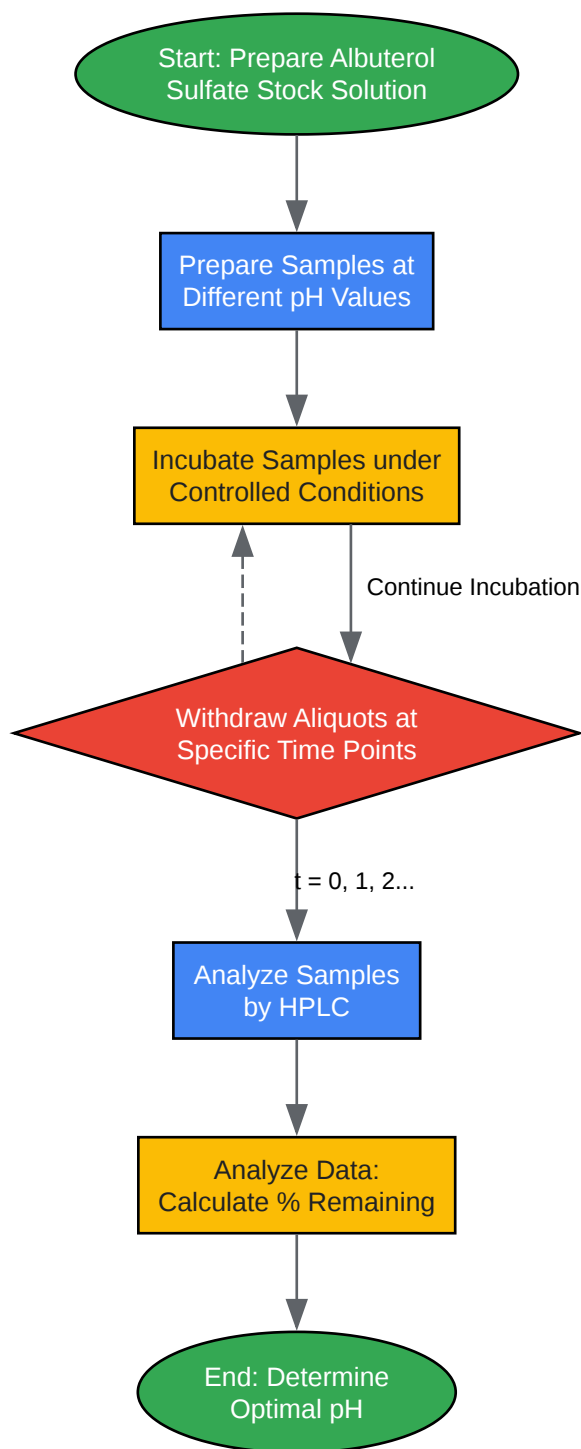 Start: Prepare Albuterol
Sulfate Stock Solution
Prepare Samples at
Different pH Values
Incubate Samples under
Controlled Conditions
Continue Incubation
Withdraw Aliquots at
Specific Time Points
t = 0, 1, 2...
Analyze Samples
by HPLC
Analyze Data:
Calculate % Remaining
End: Determine
Optimal pH